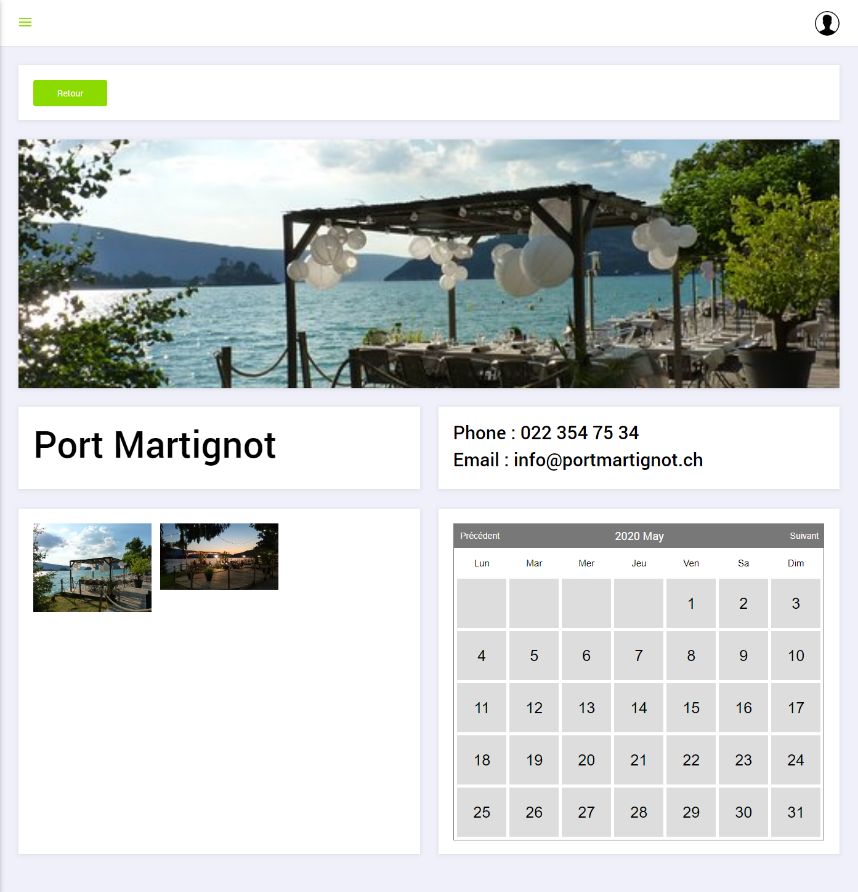 Retour
Port Martignot
Phone : 022 354 75 34
Email : info@portmartignot.ch
Précédent 2020 May Suivant
Lun Mar Mer Jeu Ven Sa Dim
1 2 3
4 5 6 7 8 9 10
11 12 13 14 15 16 17
18 19 20 21 22 23 24
25 26 27 28 29 30 31